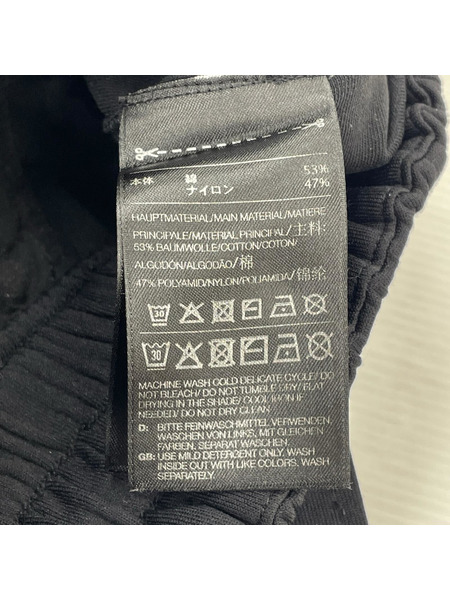 本体 綿 53%
ナイロン 47%
HAUPTMATERIAL/MAIN MATERIAL/MATIERE
PRINCIPALE/MATERIAL PRINCIPAL/主料:
53% BAUMWOLLE/COTTON/COTON/
ALGODÓN/ALGODÃO/棉
47% POLYAMID/NYLON/POLIAMIDA/锦纶
30
30
MACHINE WASH COLD DELICATE CYCLE/ DO
NOT BLEACH/ DO NOT TUMBLE DRY/ FLAT
DRYING IN THE SHADE/ COOL IRON IF
NEEDED/ DO NOT DRY CLEAN
D: BITTE FEINWASCHMITTEL VERWENDEN,
WASCHEN VON LINKS, MIT GLEICHEN
FARBEN. SEPARAT WASCHEN.
GB: USE MILD DETERGENT ONLY. WASH
INSIDE OUT WITH LIKE COLORS. WASH
SEPARATELY.